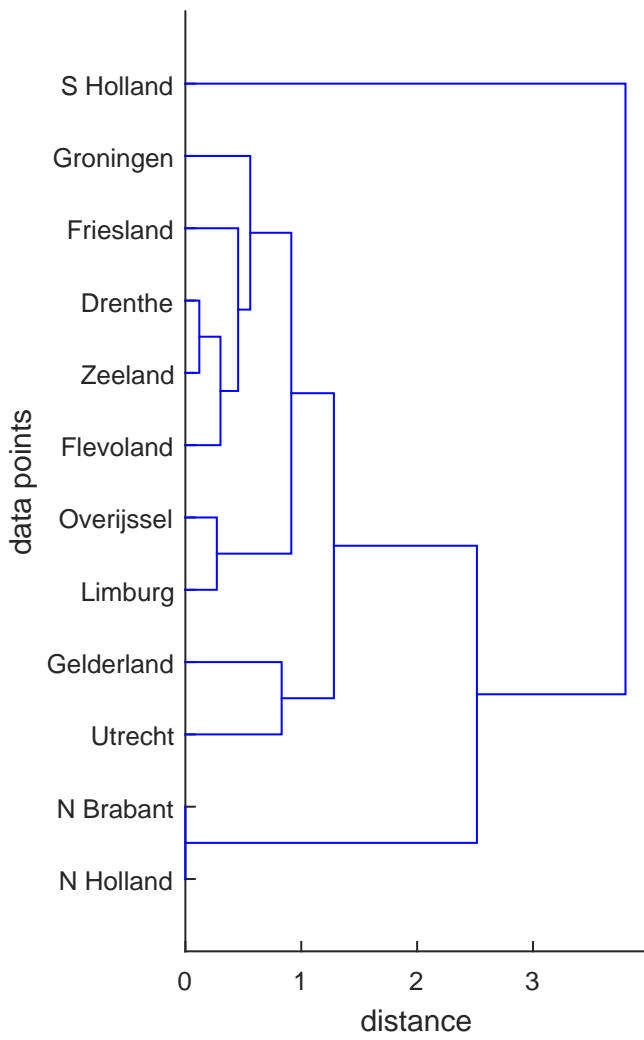 S Holland
Groningen
Friesland
Drenthe
Zeeland
Flevoland
Overijssel
Limburg
Gelderland
Utrecht
N Brabant
N Holland
data points
0 1 2 3
distance